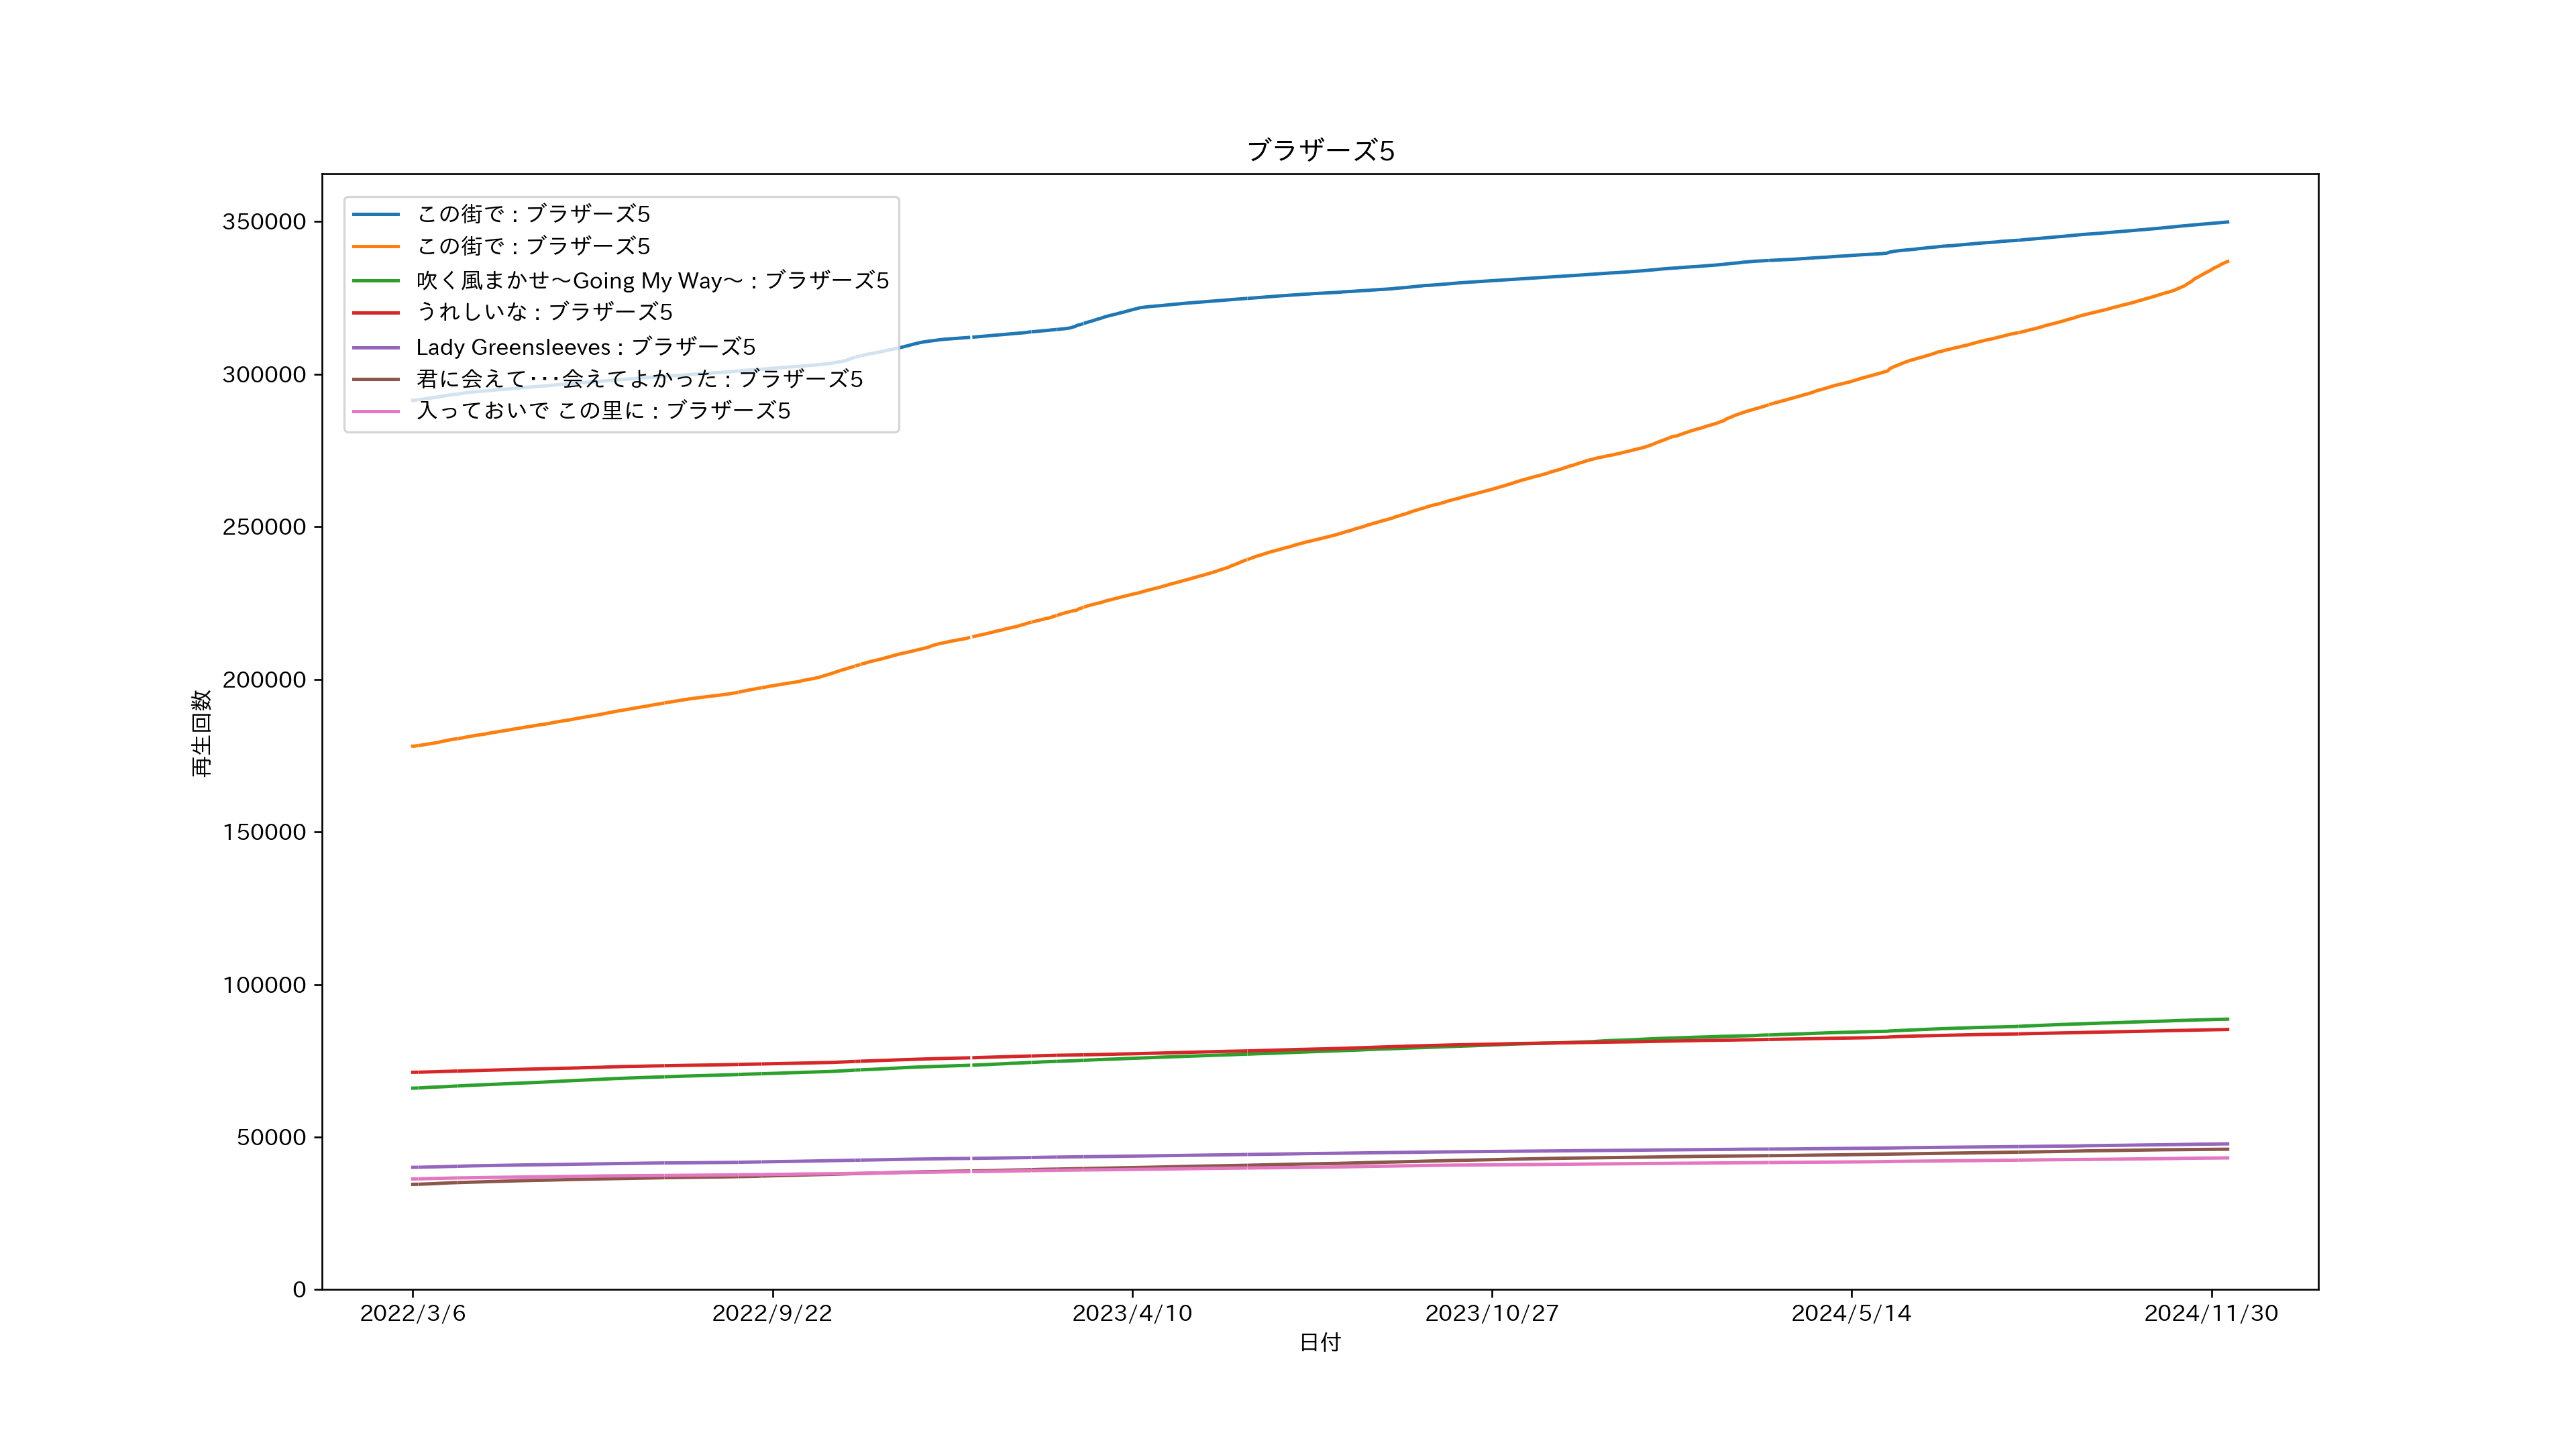 ブラザーズ5
この街で : ブラザーズ5
この街で : ブラザーズ5
吹く風まかせ〜Going My Way〜 : ブラザーズ5
うれしいな : ブラザーズ5
Lady Greensleeves : ブラザーズ5
君に会えて･･･会えてよかった : ブラザーズ5
入っておいで この里に : ブラザーズ5
350000
300000
250000
200000
150000
100000
50000
0
再生回数
2022/3/6
2022/9/22
2023/4/10
2023/10/27
2024/5/14
2024/11/30
日付